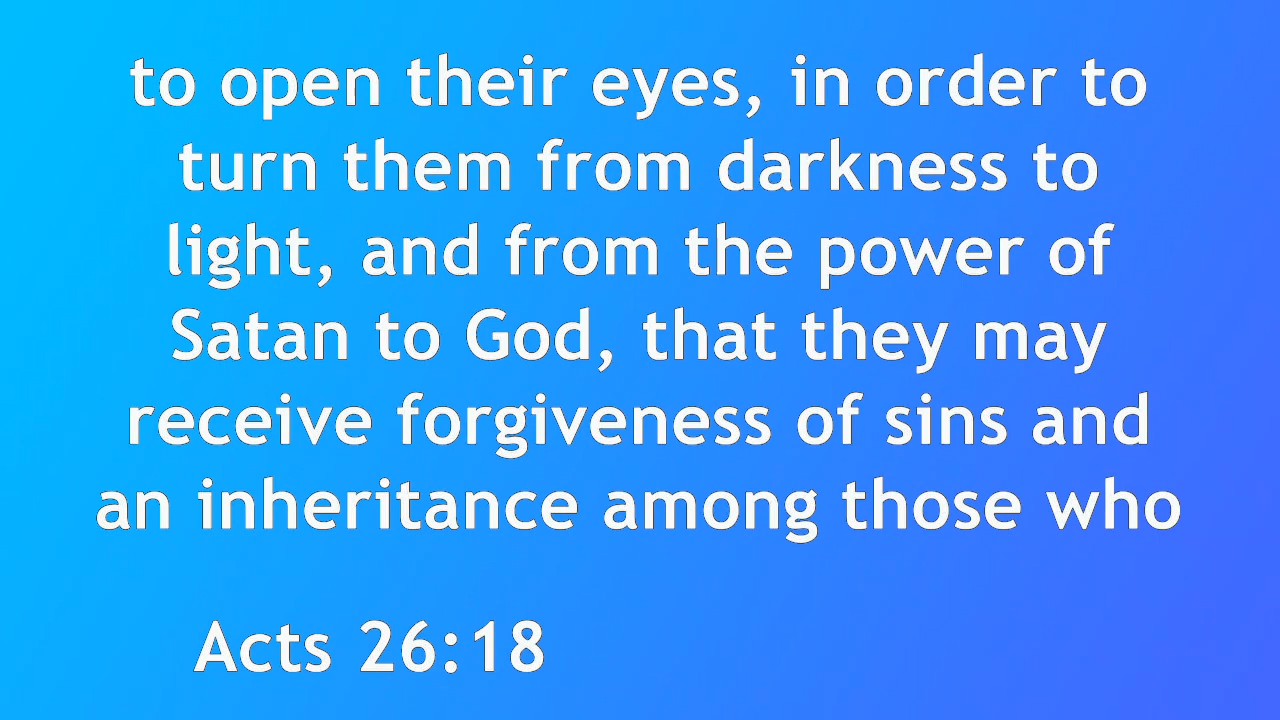 to open their eyes, in order to
turn them from darkness to
light, and from the power of
Satan to God, that they may
receive forgiveness of sins and
an inheritance among those who
Acts 26:18